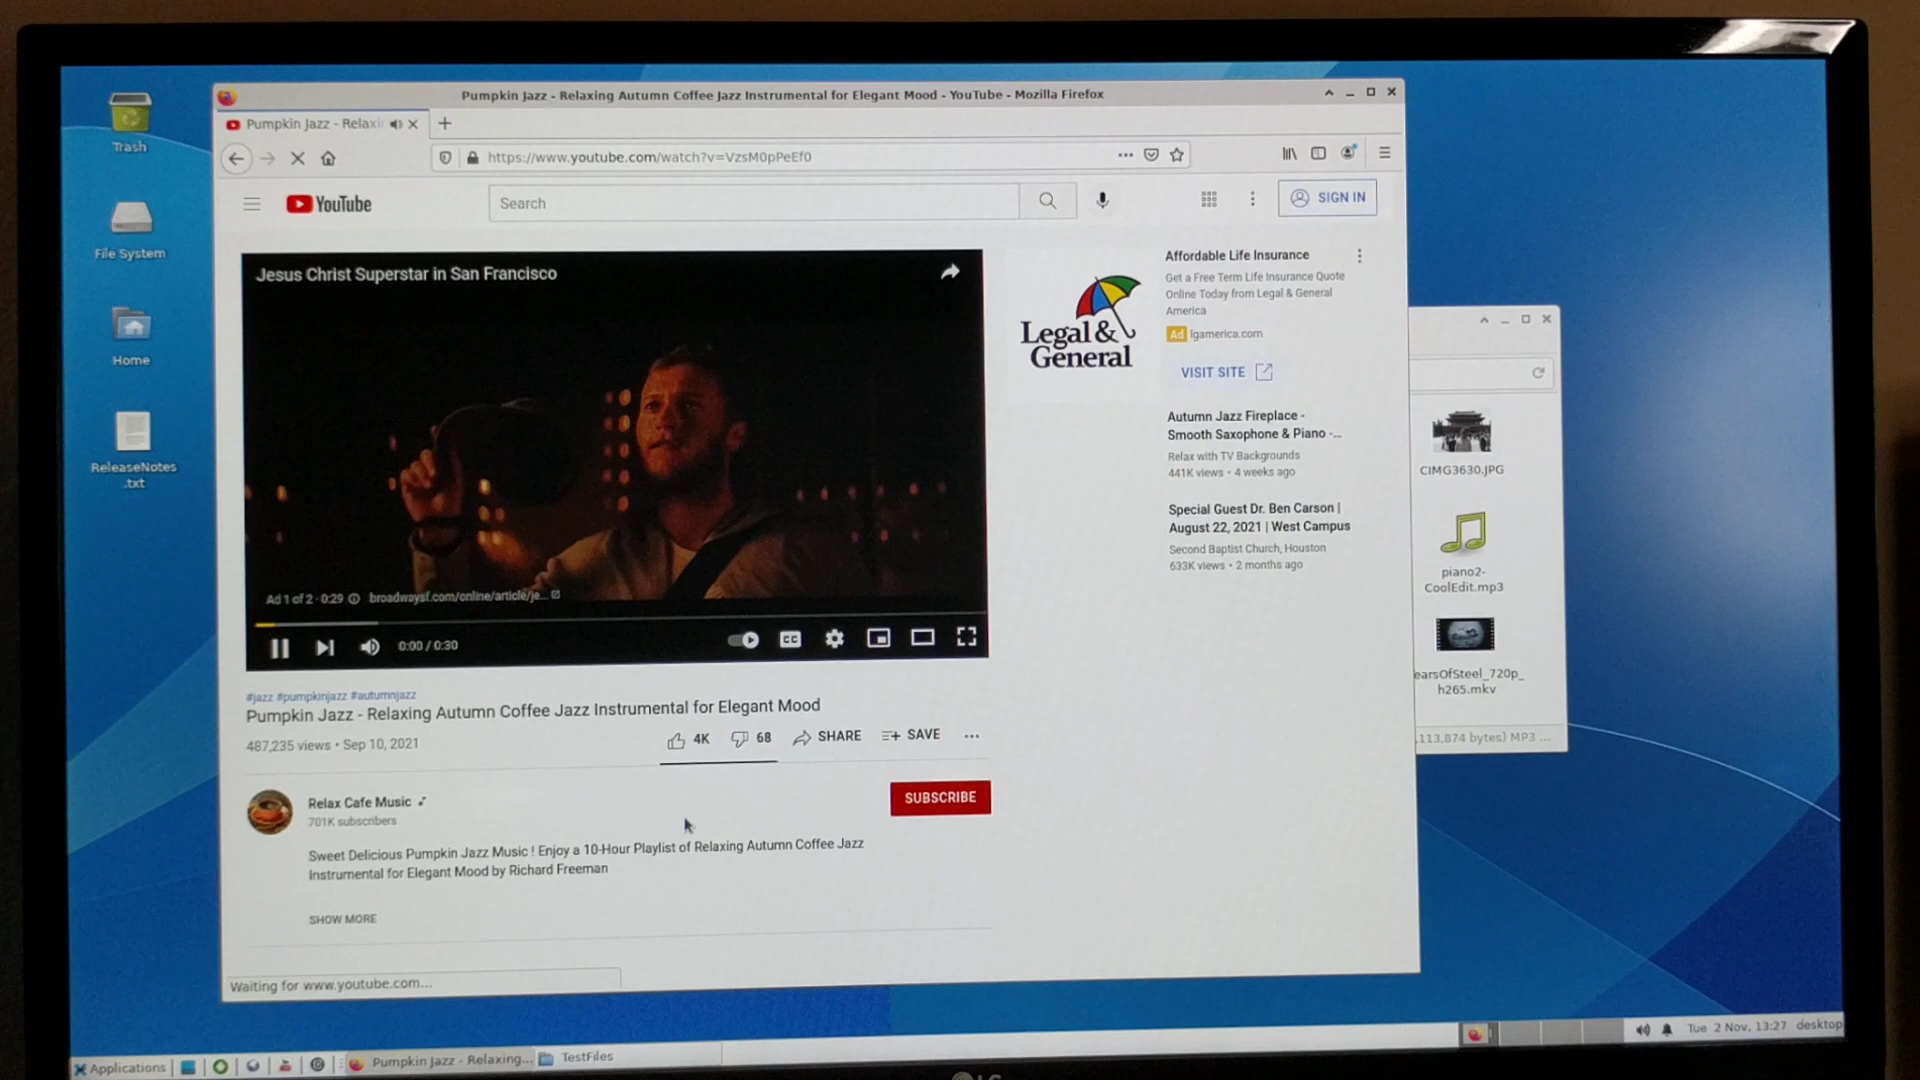 Trash
File System
Home
ReleaseNotes
.txt
Pumpkin Jazz - Relaxing Autumn Coffee Jazz Instrumental for Elegant Mood - YouTube - Mozilla Firefox
Pumpkin Jazz - Relaxi
https://www.youtube.com/watch?v=VzsM0pPeEf0
YouTube
Search
SIGN IN
Jesus Christ Superstar in San Francisco
Ad 1 of 2 · 0:29
broadwaysf.com/online/article/je...
0:00 / 0:30
CC
#jazz #pumpkinjazz #autumnjazz
Pumpkin Jazz - Relaxing Autumn Coffee Jazz Instrumental for Elegant Mood
487,235 views • Sep 10, 2021
4K
68
SHARE
SAVE
Relax Cafe Music
701K subscribers
SUBSCRIBE
Sweet Delicious Pumpkin Jazz Music ! Enjoy a 10-Hour Playlist of Relaxing Autumn Coffee Jazz
Instrumental for Elegant Mood by Richard Freeman
SHOW MORE
Waiting for www.youtube.com...
Legal &
General
Affordable Life Insurance
Get a Free Term Life Insurance Quote
Online Today from Legal & General
America
Ad lgamerica.com
VISIT SITE
Autumn Jazz Fireplace -
Smooth Saxophone & Piano -...
Relax with TV Backgrounds
441K views • 4 weeks ago
Special Guest Dr. Ben Carson |
August 22, 2021 | West Campus
Second Baptist Church, Houston
633K views • 2 months ago
CIMG3630.JPG
piano2-
CoolEdit.mp3
earsOfSteel_720p_
h265.mkv
,113,874 bytes) MP3 ...
Applications
Pumpkin Jazz - Relaxing...
TestFiles
Tue 2 Nov, 13:27
desktop